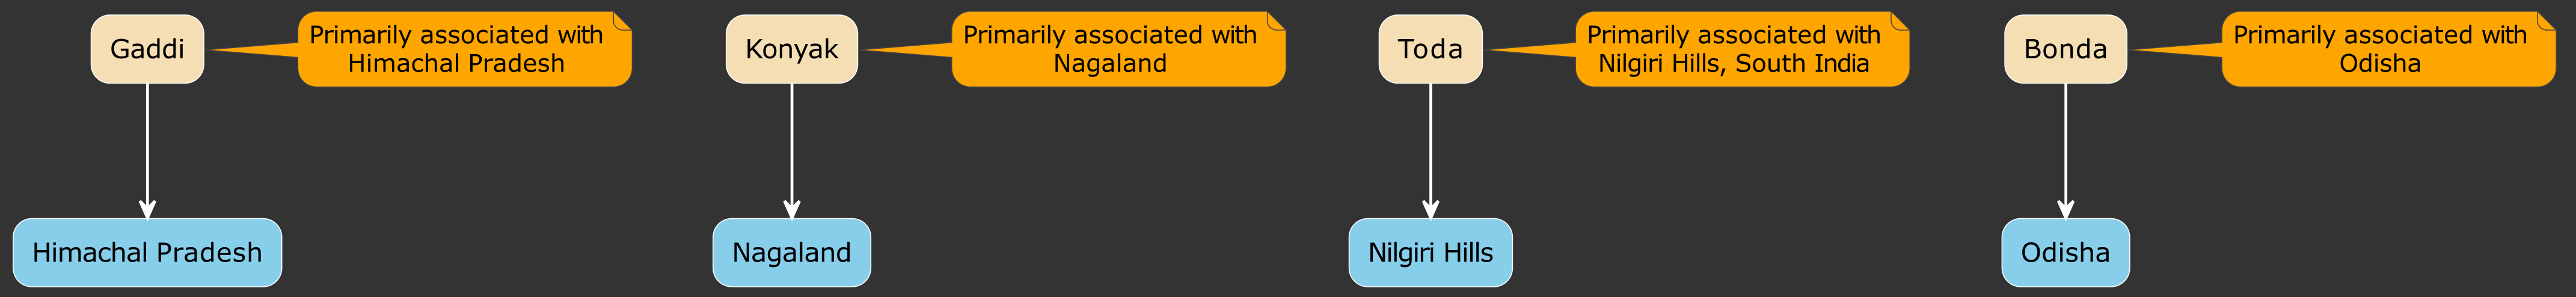 Gaddi
Primarily associated with
Himachal Pradesh
Konyak
Primarily associated with
Nagaland
Toda
Primarily associated with
Nilgiri Hills, South India
Bonda
Primarily associated with
Odisha
Himachal Pradesh
Nagaland
Nilgiri Hills
Odisha